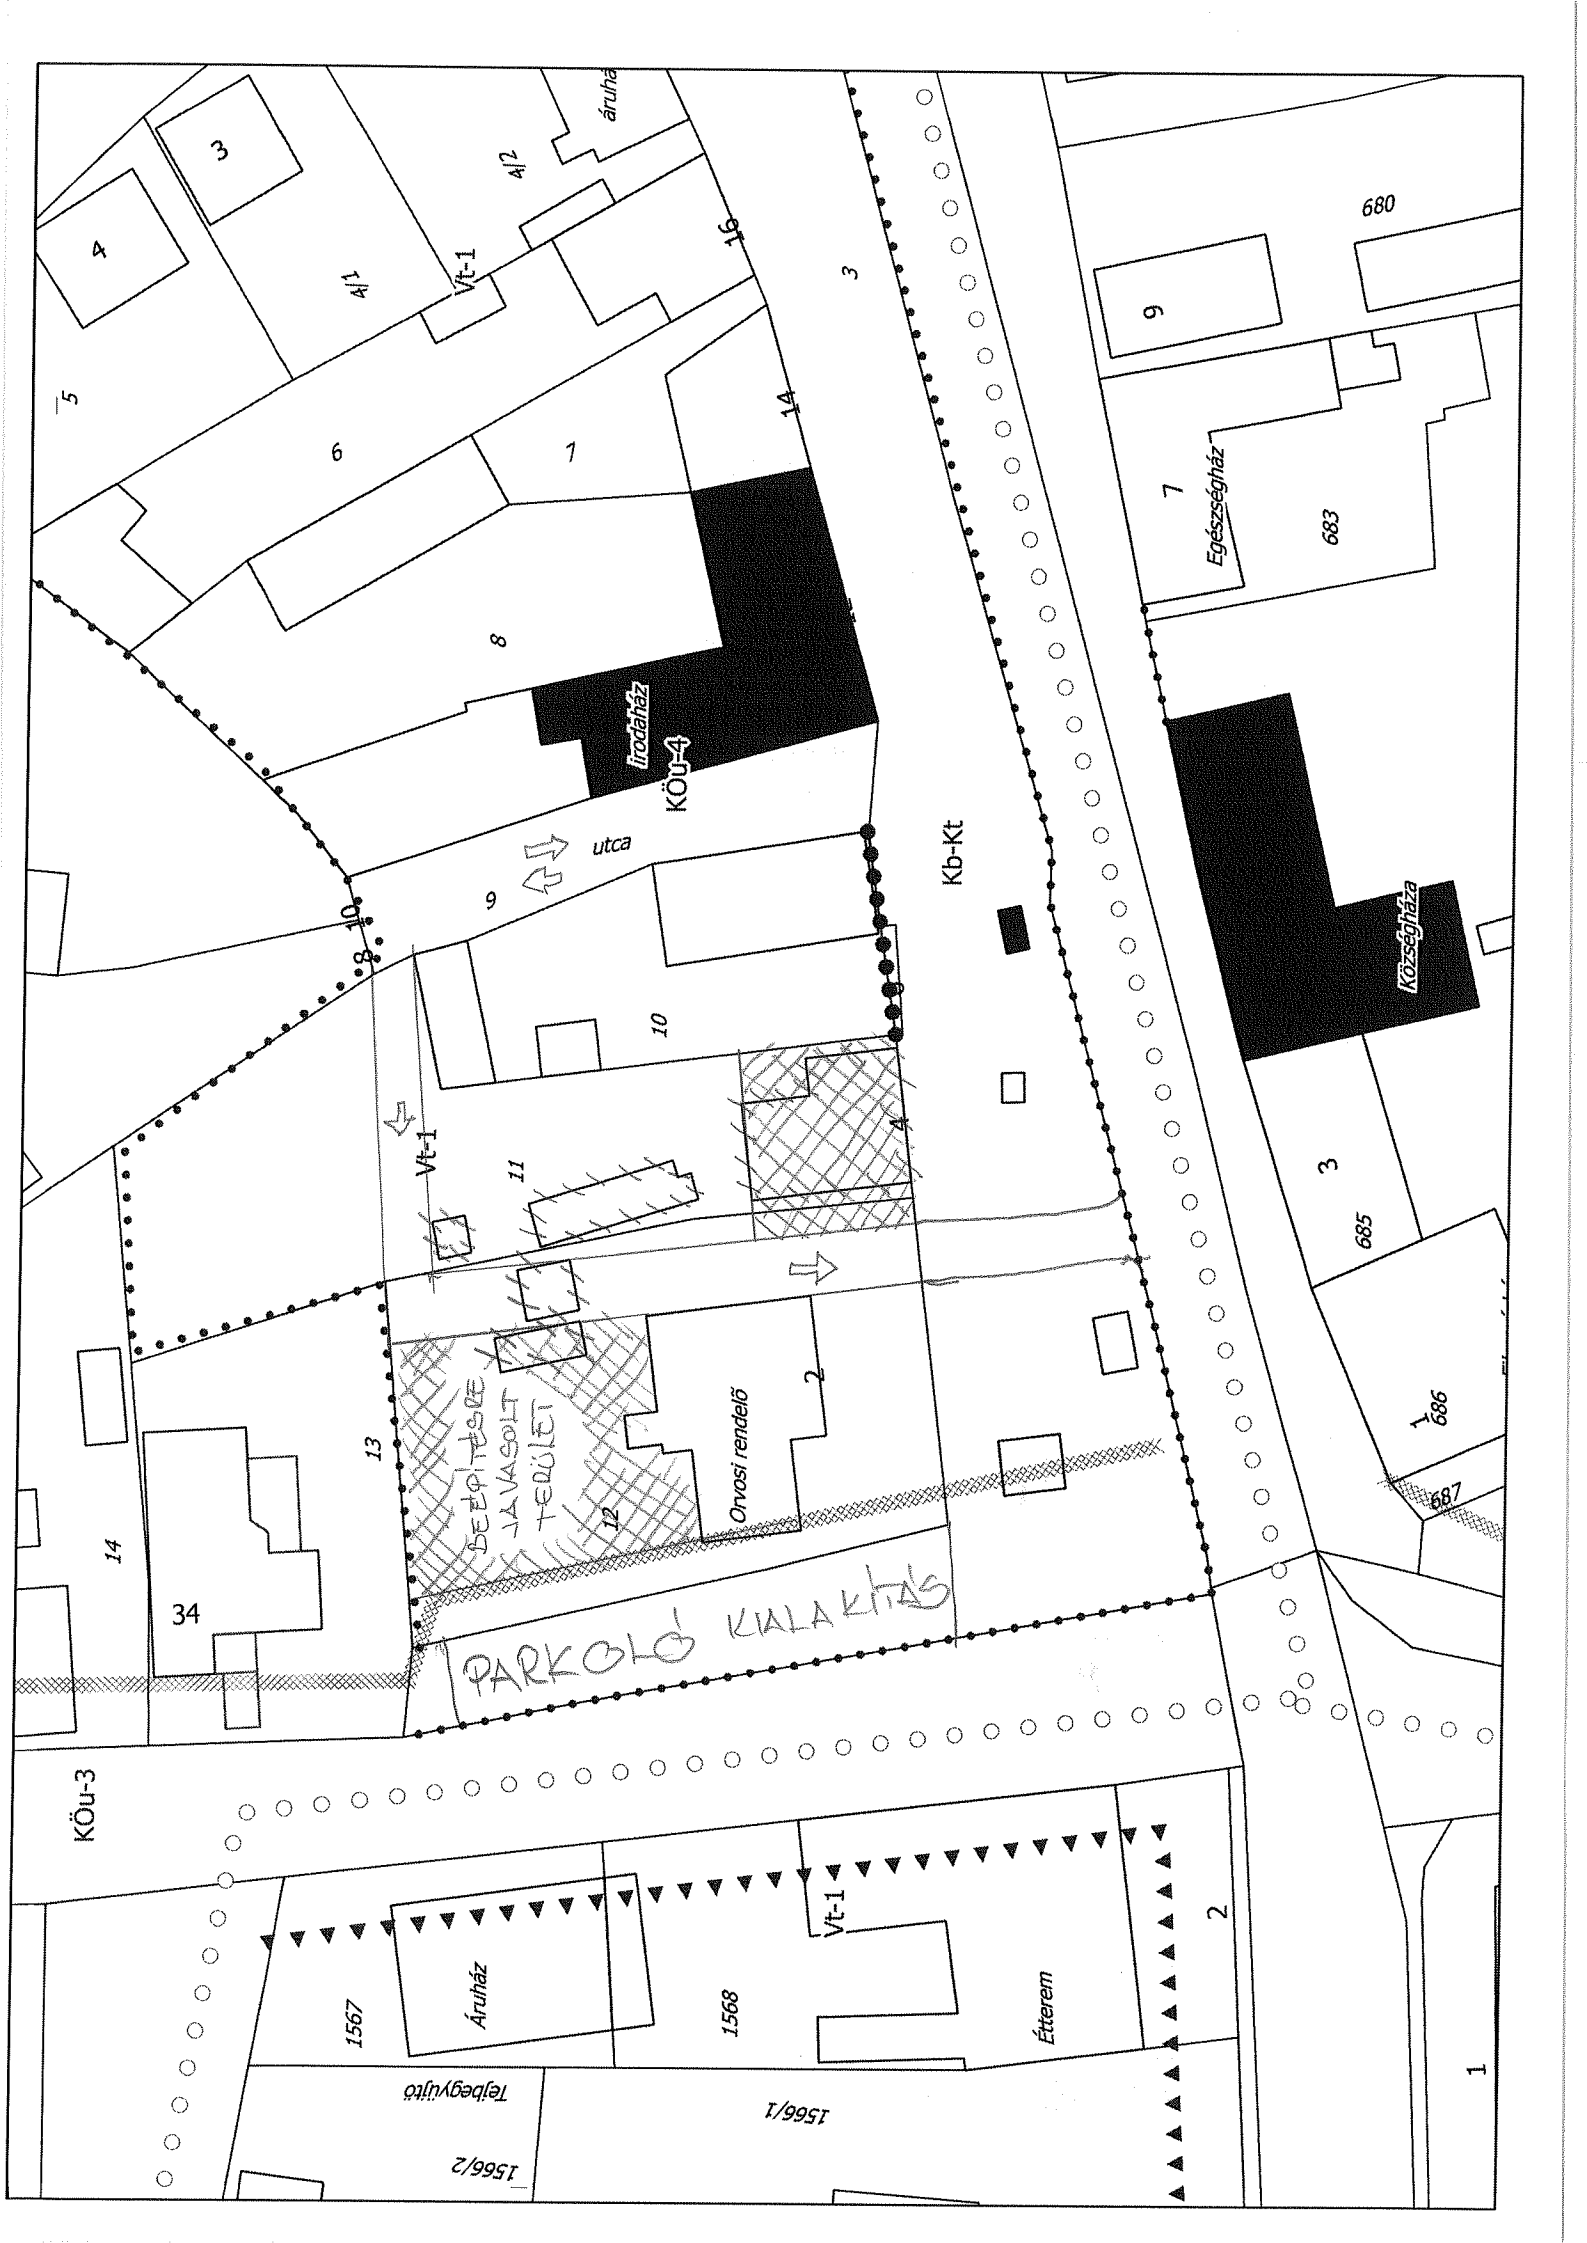 3
4
áruhá
4/2
4/1
Vt-1
16
5
6
3
680
9
14
7
7
Egészségház
683
8
Irodaház
KÖu-4
utca
9
10
8
Kb-Kt
Községháza
10
4
Vt-1
11
3
685
13
BEÉPÍTÉSRE
JAVASOLT
TERÜLET
12
Orvosi rendelő
2
1
686
687
14
34
PARKOLÓ KIALAKÍTÁS
KÖu-3
Vt-1
2
1567
Áruház
1568
Étterem
1
Tejbegyűjtő
1566/1
1566/2